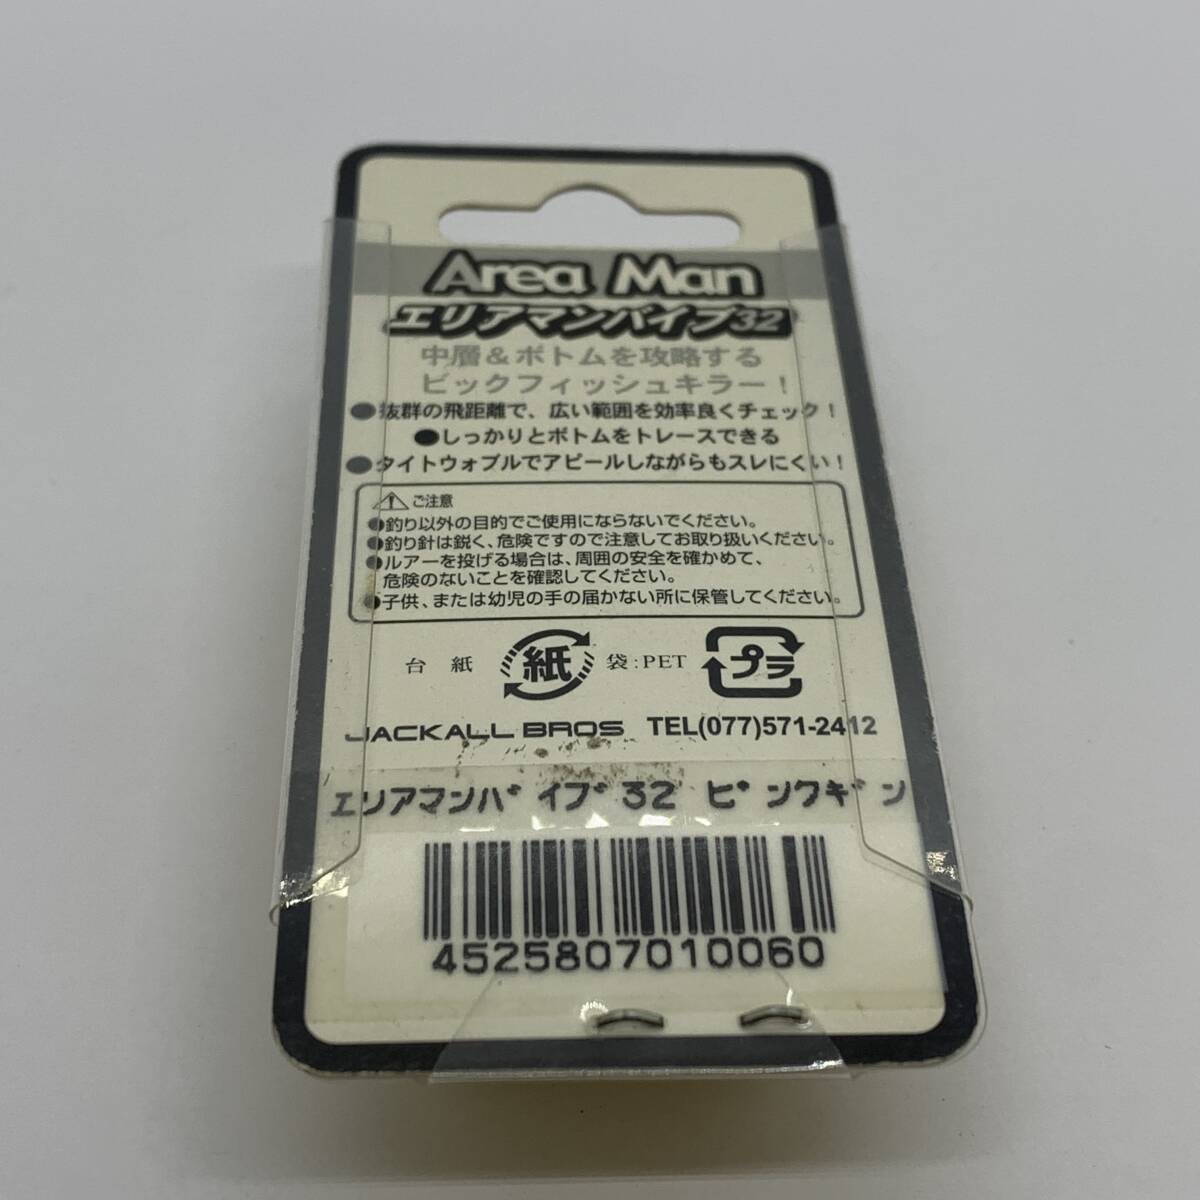 Area Man
エリアマンバイブ32
中層&ボトムを攻略する
ビックフィッシュキラー!
●抜群の飛距離で、広い範囲を効率良くチェック!
●しっかりとボトムをトレースできる
●タイトウォブルでアピールしながらもスレにくい!
ご注意
●釣り以外の目的でご使用にならないでください。
●釣り針は鋭く、危険ですので注意してお取り扱いください。
●ルアーを投げる場合は、周囲の安全を確かめて、
危険のないことを確認してください。
●子供、または幼児の手の届かない所に保管してください。
台紙 紙 袋:PET プラ
JACKALL BROS TEL(077)571-2412
エリアマンバイブ32 ピンクギン
4525807010060